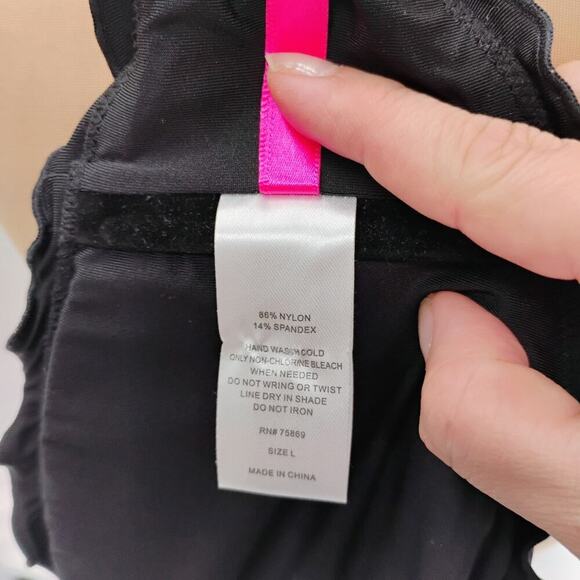 86% NYLON
14% SPANDEX
HAND WASH COLD
ONLY NON-CHLORINE BLEACH
WHEN NEEDED
DO NOT WRING OR TWIST
LINE DRY IN SHADE
DO NOT IRON
RN# 75869
SIZE L
MADE IN CHINA